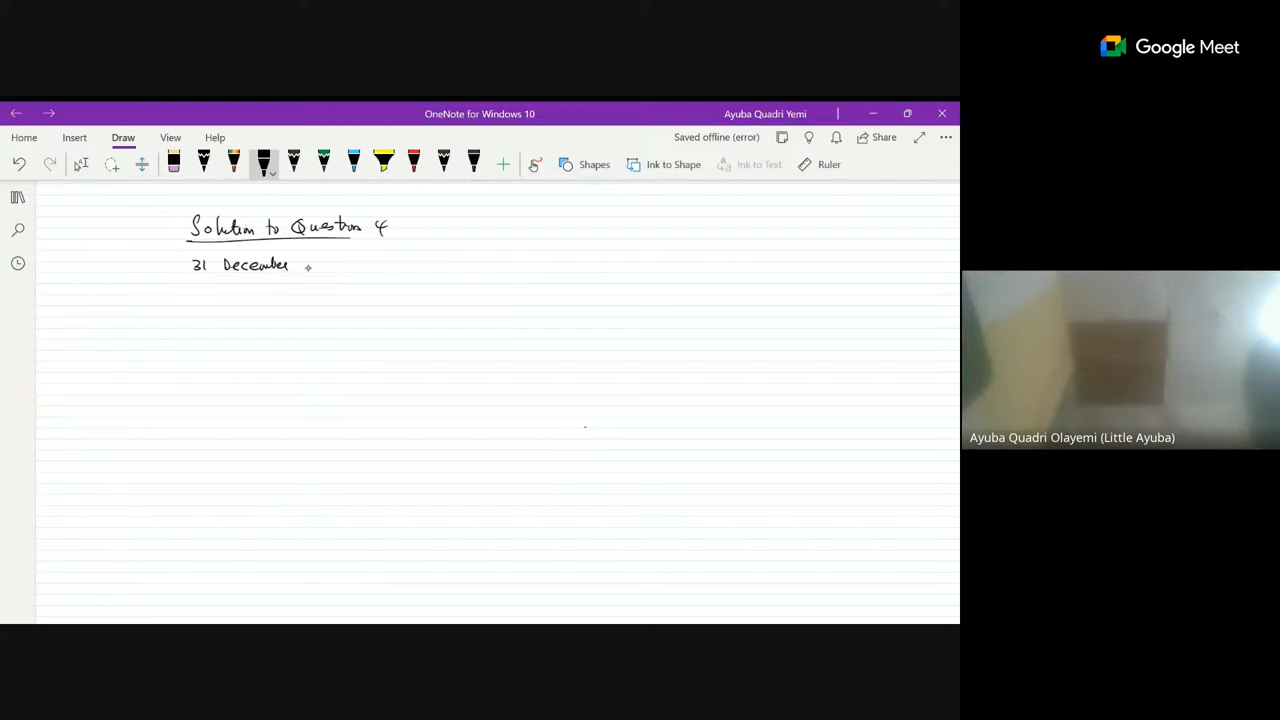 Google Meet
OneNote for Windows 10
Ayuba Quadri Yemi
Home Insert Draw View Help
Saved offline (error)
Share
Shapes
Ink to Shape
Ink to Text
Ruler
Solution to Question 4
31 December
Ayuba Quadri Olayemi (Little Ayuba)